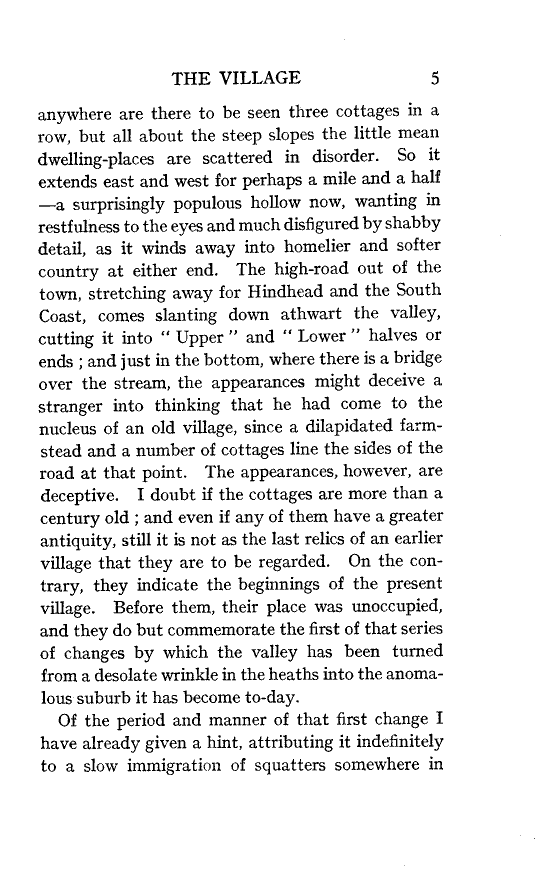 THE VILLAGE 5
anywhere are there to be seen three cottages in a
row, but all about the steep slopes the little mean
dwelling-places are scattered in disorder. So it
extends east and west for perhaps a mile and a half
—a surprisingly populous hollow now, wanting in
restfulness to the eyes and much disfigured by shabby
detail, as it winds away into homelier and softer
country at either end. The high-road out of the
town, stretching away for Hindhead and the South
Coast, comes slanting down athwart the valley,
cutting it into " Upper " and " Lower " halves or
ends ; and just in the bottom, where there is a bridge
over the stream, the appearances might deceive a
stranger into thinking that he had come to the
nucleus of an old village, since a dilapidated farm-
stead and a number of cottages line the sides of the
road at that point. The appearances, however, are
deceptive. I doubt if the cottages are more than a
century old ; and even if any of them have a greater
antiquity, still it is not as the last relics of an earlier
village that they are to be regarded. On the con-
trary, they indicate the beginnings of the present
village. Before them, their place was unoccupied,
and they do but commemorate the first of that series
of changes by which the valley has been turned
from a desolate wrinkle in the heaths into the anoma-
lous suburb it has become to-day.
Of the period and manner of that first change I
have already given a hint, attributing it indefinitely
to a slow immigration of squatters somewhere in